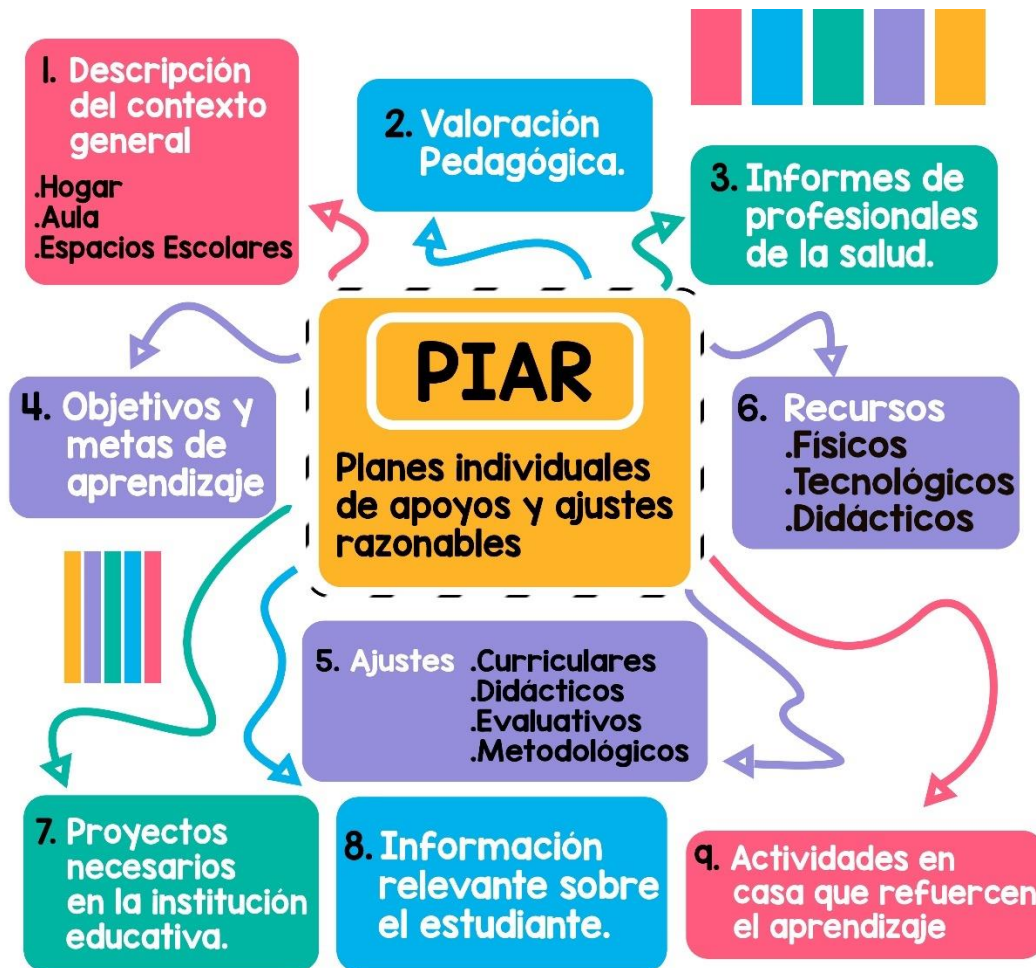 1. Descripción
del contexto
general
.Hogar
.Aula
.Espacios Escolares
2. Valoración
Pedagógica.
3. Informes de
profesionales
de la salud.
PIAR
Planes individuales
de apoyos y ajustes
razonables
4. Objetivos y
metas de
aprendizaje
6. Recursos
.Físicos
.Tecnológicos
.Didácticos
5. Ajustes .Curriculares
.Didácticos
.Evaluativos
.Metodológicos
7. Proyectos
necesarios
en la institución
educativa.
8. Información
relevante sobre
el estudiante.
9. Actividades en
casa que refuercen
el aprendizaje